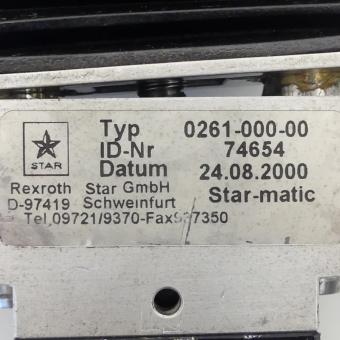 Typ 0261-000-00
ID-Nr 74654
STAR Datum 24.08.2000
Rexroth Star GmbH
D-97419 Schweinfurt Star-matic
Tel.09721/9370-Fax937350